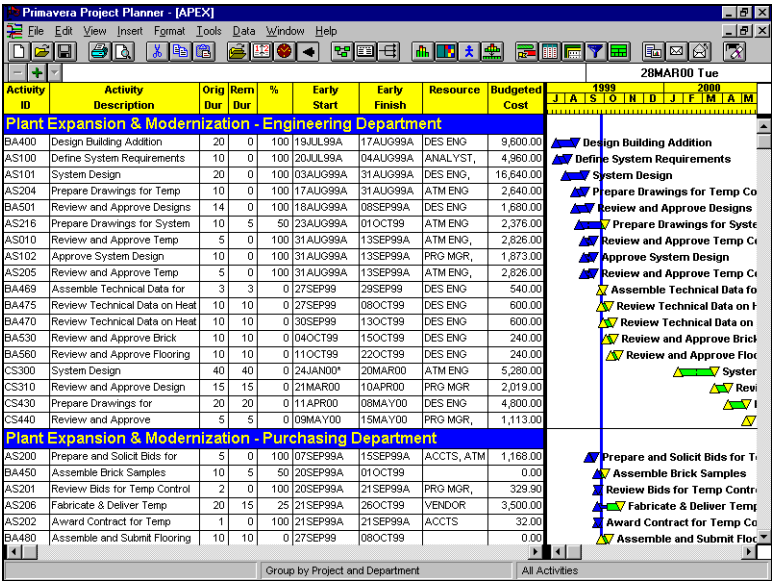 Primavera Project Planner - [APEX]
File Edit View Insert Format Tools Data Window Help
28MAR00 Tue
Activity Activity Orig Rem % Early Early Resource Budgeted 1999 2000
ID Description Dur Dur Start Finish Cost J A S O N D J F M A M
Plant Expansion & Modernization - Engineering Department
BA400 Design Building Addition 20 0 100 19JUL99A 17AUG99A DES ENG 9,600.00 Design Building Addition
AS100 Define System Requirements 10 0 100 20JUL99A 04AUG99A ANALYST, 4,960.00 Define System Requirements
AS101 System Design 20 0 100 03AUG99A 31AUG99A DES ENG, 16,640.00 System Design
AS204 Prepare Drawings for Temp 10 0 100 17AUG99A 31AUG99A ATM ENG 2,640.00 Prepare Drawings for Temp Co
BA501 Review and Approve Designs 14 0 100 18AUG99A 08SEP99A DES ENG 1,680.00 Review and Approve Designs
AS216 Prepare Drawings for System 10 5 50 23AUG99A 01OCT99 ATM ENG 2,376.00 Prepare Drawings for Syste
AS010 Review and Approve Temp 5 0 100 31AUG99A 13SEP99A ATM ENG, 2,826.00 Review and Approve Temp C
AS102 Approve System Design 10 0 100 31AUG99A 13SEP99A PRG MGR, 1,873.00 Approve System Design
AS205 Review and Approve Temp 5 0 100 31AUG99A 13SEP99A ATM ENG, 2,826.00 Review and Approve Temp C
BA469 Assemble Technical Data for 3 3 0 27SEP99 29SEP99 DES ENG 540.00 Assemble Technical Data fo
BA475 Review Technical Data on Heat 10 10 0 27SEP99 08OCT99 DES ENG 600.00 Review Technical Data on H
BA470 Review Technical Data on Heat 10 10 0 30SEP99 13OCT99 DES ENG 600.00 Review Technical Data on
BA530 Review and Approve Brick 10 10 0 04OCT99 15OCT99 DES ENG 240.00 Review and Approve Brick
BA560 Review and Approve Flooring 10 10 0 11OCT99 22OCT99 DES ENG 240.00 Review and Approve Floo
CS300 System Design 40 40 0 24JAN00* 20MAR00 ATM ENG 5,280.00 System
CS310 Review and Approve Design 15 15 0 21MAR00 10APR00 PRG MGR 2,019.00 Revi
CS430 Prepare Drawings for 20 20 0 11APR00 08MAY00 DES ENG 4,800.00
CS440 Review and Approve 5 5 0 09MAY00 15MAY00 PRG MGR, 1,113.00
Plant Expansion & Modernization - Purchasing Department
AS200 Prepare and Solicit Bids for 5 0 100 07SEP99A 15SEP99A ACCTS, ATM 1,168.00 Prepare and Solicit Bids for T
BA450 Assemble Brick Samples 10 5 50 20SEP99A 01OCT99 0.00 Assemble Brick Samples
AS201 Review Bids for Temp Control 2 0 100 20SEP99A 21SEP99A PRG MGR, 329.90 Review Bids for Temp Contr
AS206 Fabricate & Deliver Temp 20 15 25 21SEP99A 26OCT99 VENDOR 3,500.00 Fabricate & Deliver Temp
AS202 Award Contract for Temp 1 0 100 21SEP99A 21SEP99A ACCTS 32.00 Award Contract for Temp Co
BA480 Assemble and Submit Flooring 10 10 0 27SEP99 08OCT99 0.00 Assemble and Submit Floo
Group by Project and Department All Activities